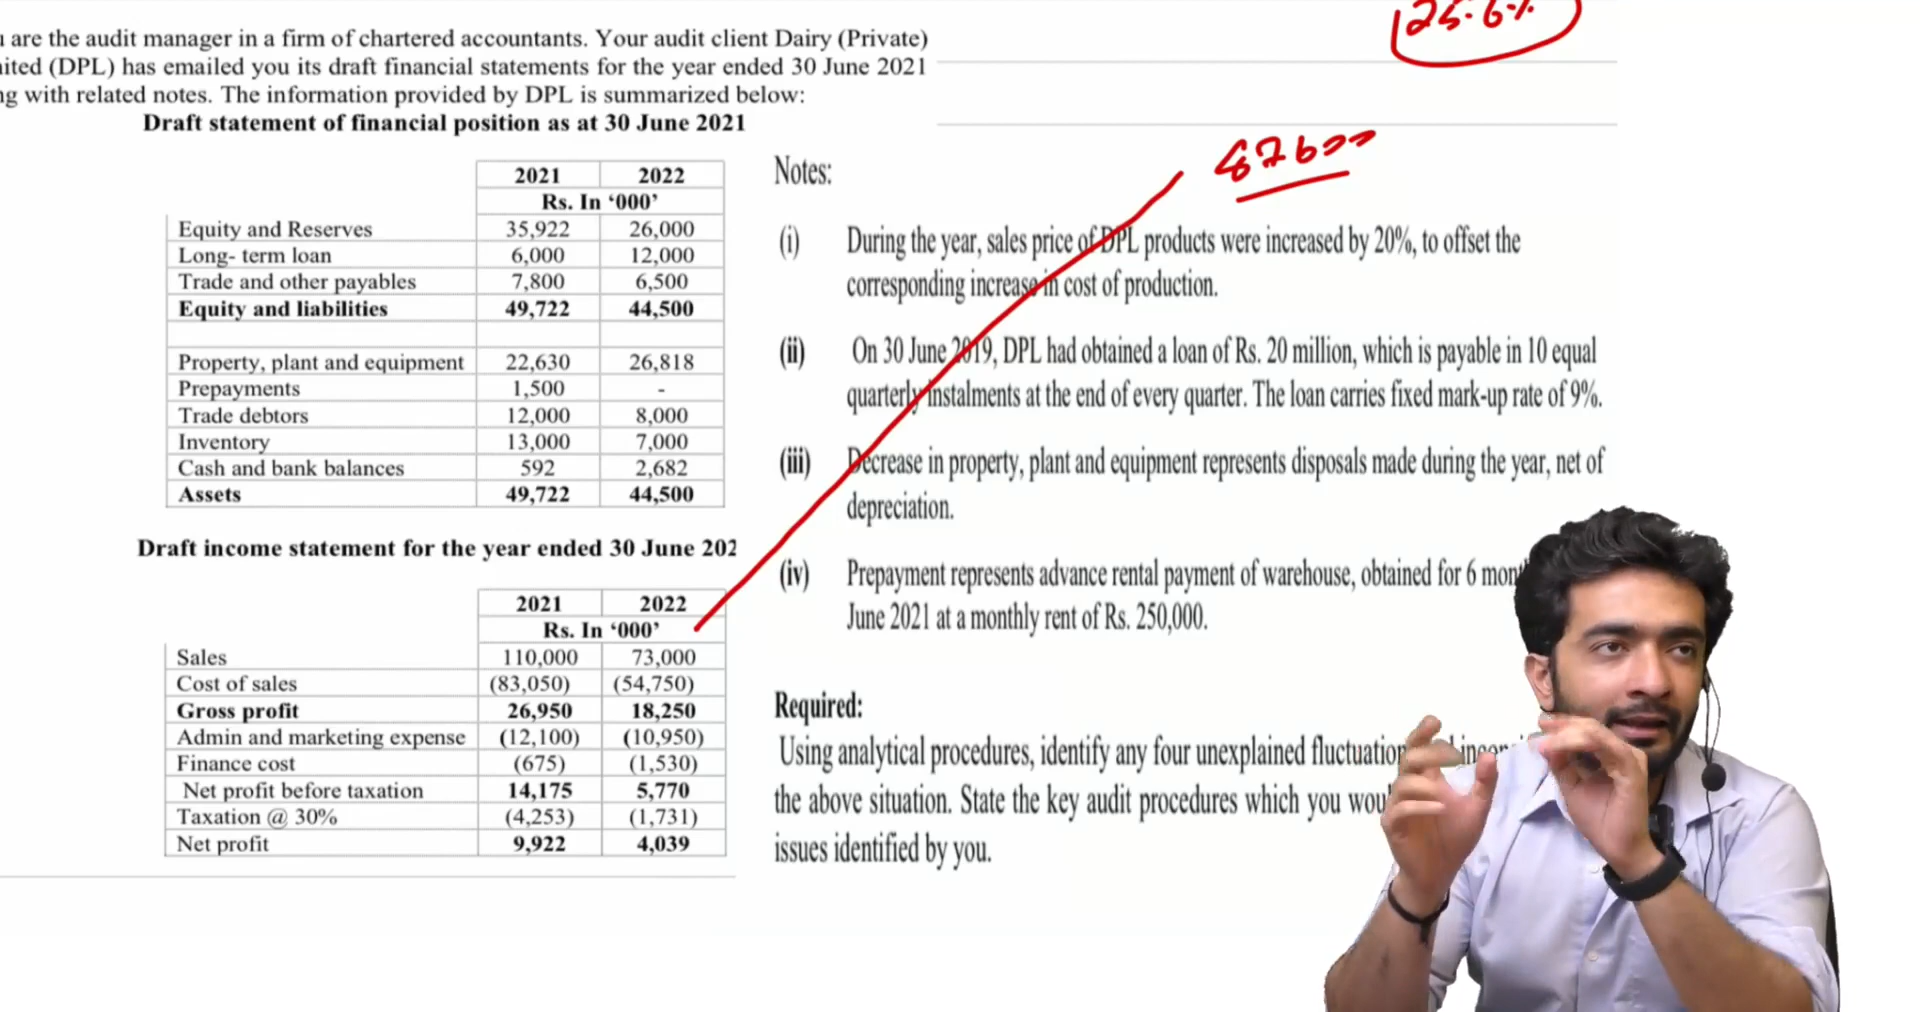 25.6%
are the audit manager in a firm of chartered accountants. Your audit client Dairy (Private)
(DPL) has emailed you its draft financial statements for the year ended 30 June 2021
with related notes. The information provided by DPL is summarized below:
Draft statement of financial position as at 30 June 2021
2021 2022
Rs. In ‘000’
Equity and Reserves 35,922 26,000
Long- term loan 6,000 12,000
Trade and other payables 7,800 6,500
Equity and liabilities 49,722 44,500
Property, plant and equipment 22,630 26,818
Prepayments 1,500 -
Trade debtors 12,000 8,000
Inventory 13,000 7,000
Cash and bank balances 592 2,682
Assets 49,722 44,500
Draft income statement for the year ended 30 June 202
2021 2022
Rs. In ‘000’
Sales 110,000 73,000
Cost of sales (83,050) (54,750)
Gross profit 26,950 18,250
Admin and marketing expense (12,100) (10,950)
Finance cost (675) (1,530)
Net profit before taxation 14,175 5,770
Taxation @ 30% (4,253) (1,731)
Net profit 9,922 4,039
87600
Notes:
(i) During the year, sales price of DPL products were increased by 20%, to offset the
corresponding increase in cost of production.
(ii) On 30 June 2019, DPL had obtained a loan of Rs. 20 million, which is payable in 10 equal
quarterly instalments at the end of every quarter. The loan carries fixed mark-up rate of 9%.
(iii) Decrease in property, plant and equipment represents disposals made during the year, net of
depreciation.
(iv) Prepayment represents advance rental payment of warehouse, obtained for 6
June 2021 at a monthly rent of Rs. 250,000.
Required:
Using analytical procedures, identify any four unexplained
the above situation. State the key audit procedures which you
issues identified by you.